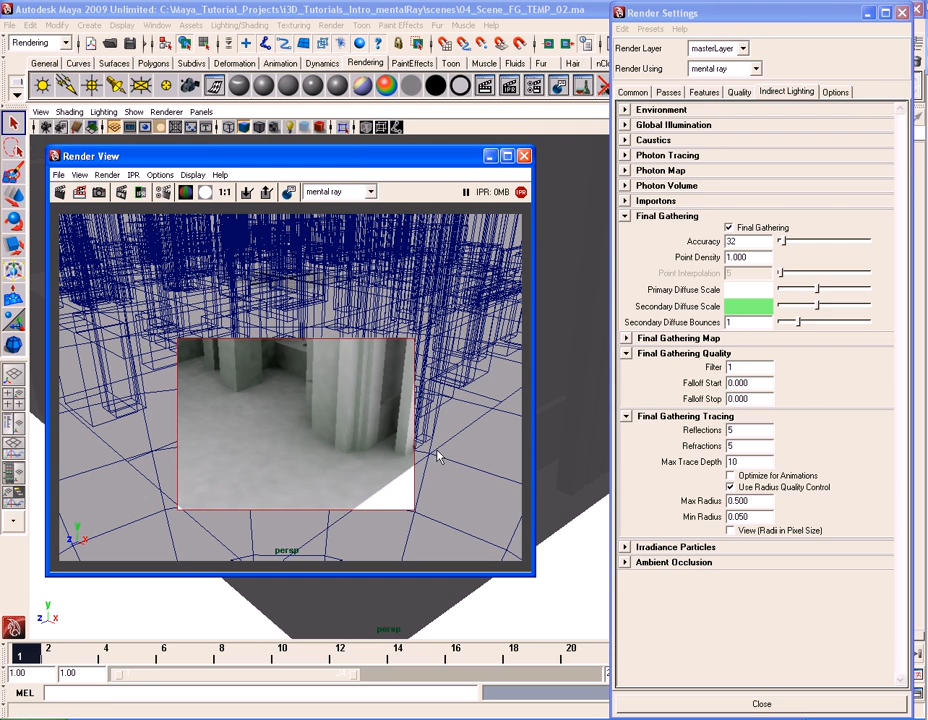 Autodesk Maya 2009 Unlimited: C:\Maya_Tutorial_Projects\i3D_Tutorials_Intro_mentalRay\scenes\04_Scene_FG_TEMP_02.ma
File Edit Modify Create Display Window Assets Lighting/Shading Texturing Render Toon Paint Effects Fur Muscle Help
Rendering
General Curves Surfaces Polygons Subdivs Deformation Animation Dynamics Rendering PaintEffects Toon Muscle Fluids Fur Hair
View Shading Lighting Show Renderer Panels
Render View
File View Render IPR Options Display Help
1:1 mental ray IPR: 0MB
y
z x
persp
y
z x
persp
1 2 4 6 8 10 12 14 16 18 20
1.00 1.00
MEL
Render Settings
Edit Presets Help
Render Layer masterLayer
Render Using mental ray
Common Passes Features Quality Indirect Lighting Options
Environment
Global Illumination
Caustics
Photon Tracing
Photon Map
Photon Volume
Importons
Final Gathering
Final Gathering
Accuracy 32
Point Density 1.000
Point Interpolation 5
Primary Diffuse Scale
Secondary Diffuse Scale
Secondary Diffuse Bounces 1
Final Gathering Map
Final Gathering Quality
Filter 1
Falloff Start 0.000
Falloff Stop 0.000
Final Gathering Tracing
Reflections 5
Refractions 5
Max Trace Depth 10
Optimize for Animations
Use Radius Quality Control
Max Radius 0.500
Min Radius 0.050
View (Radii in Pixel Size)
Irradiance Particles
Ambient Occlusion
Close